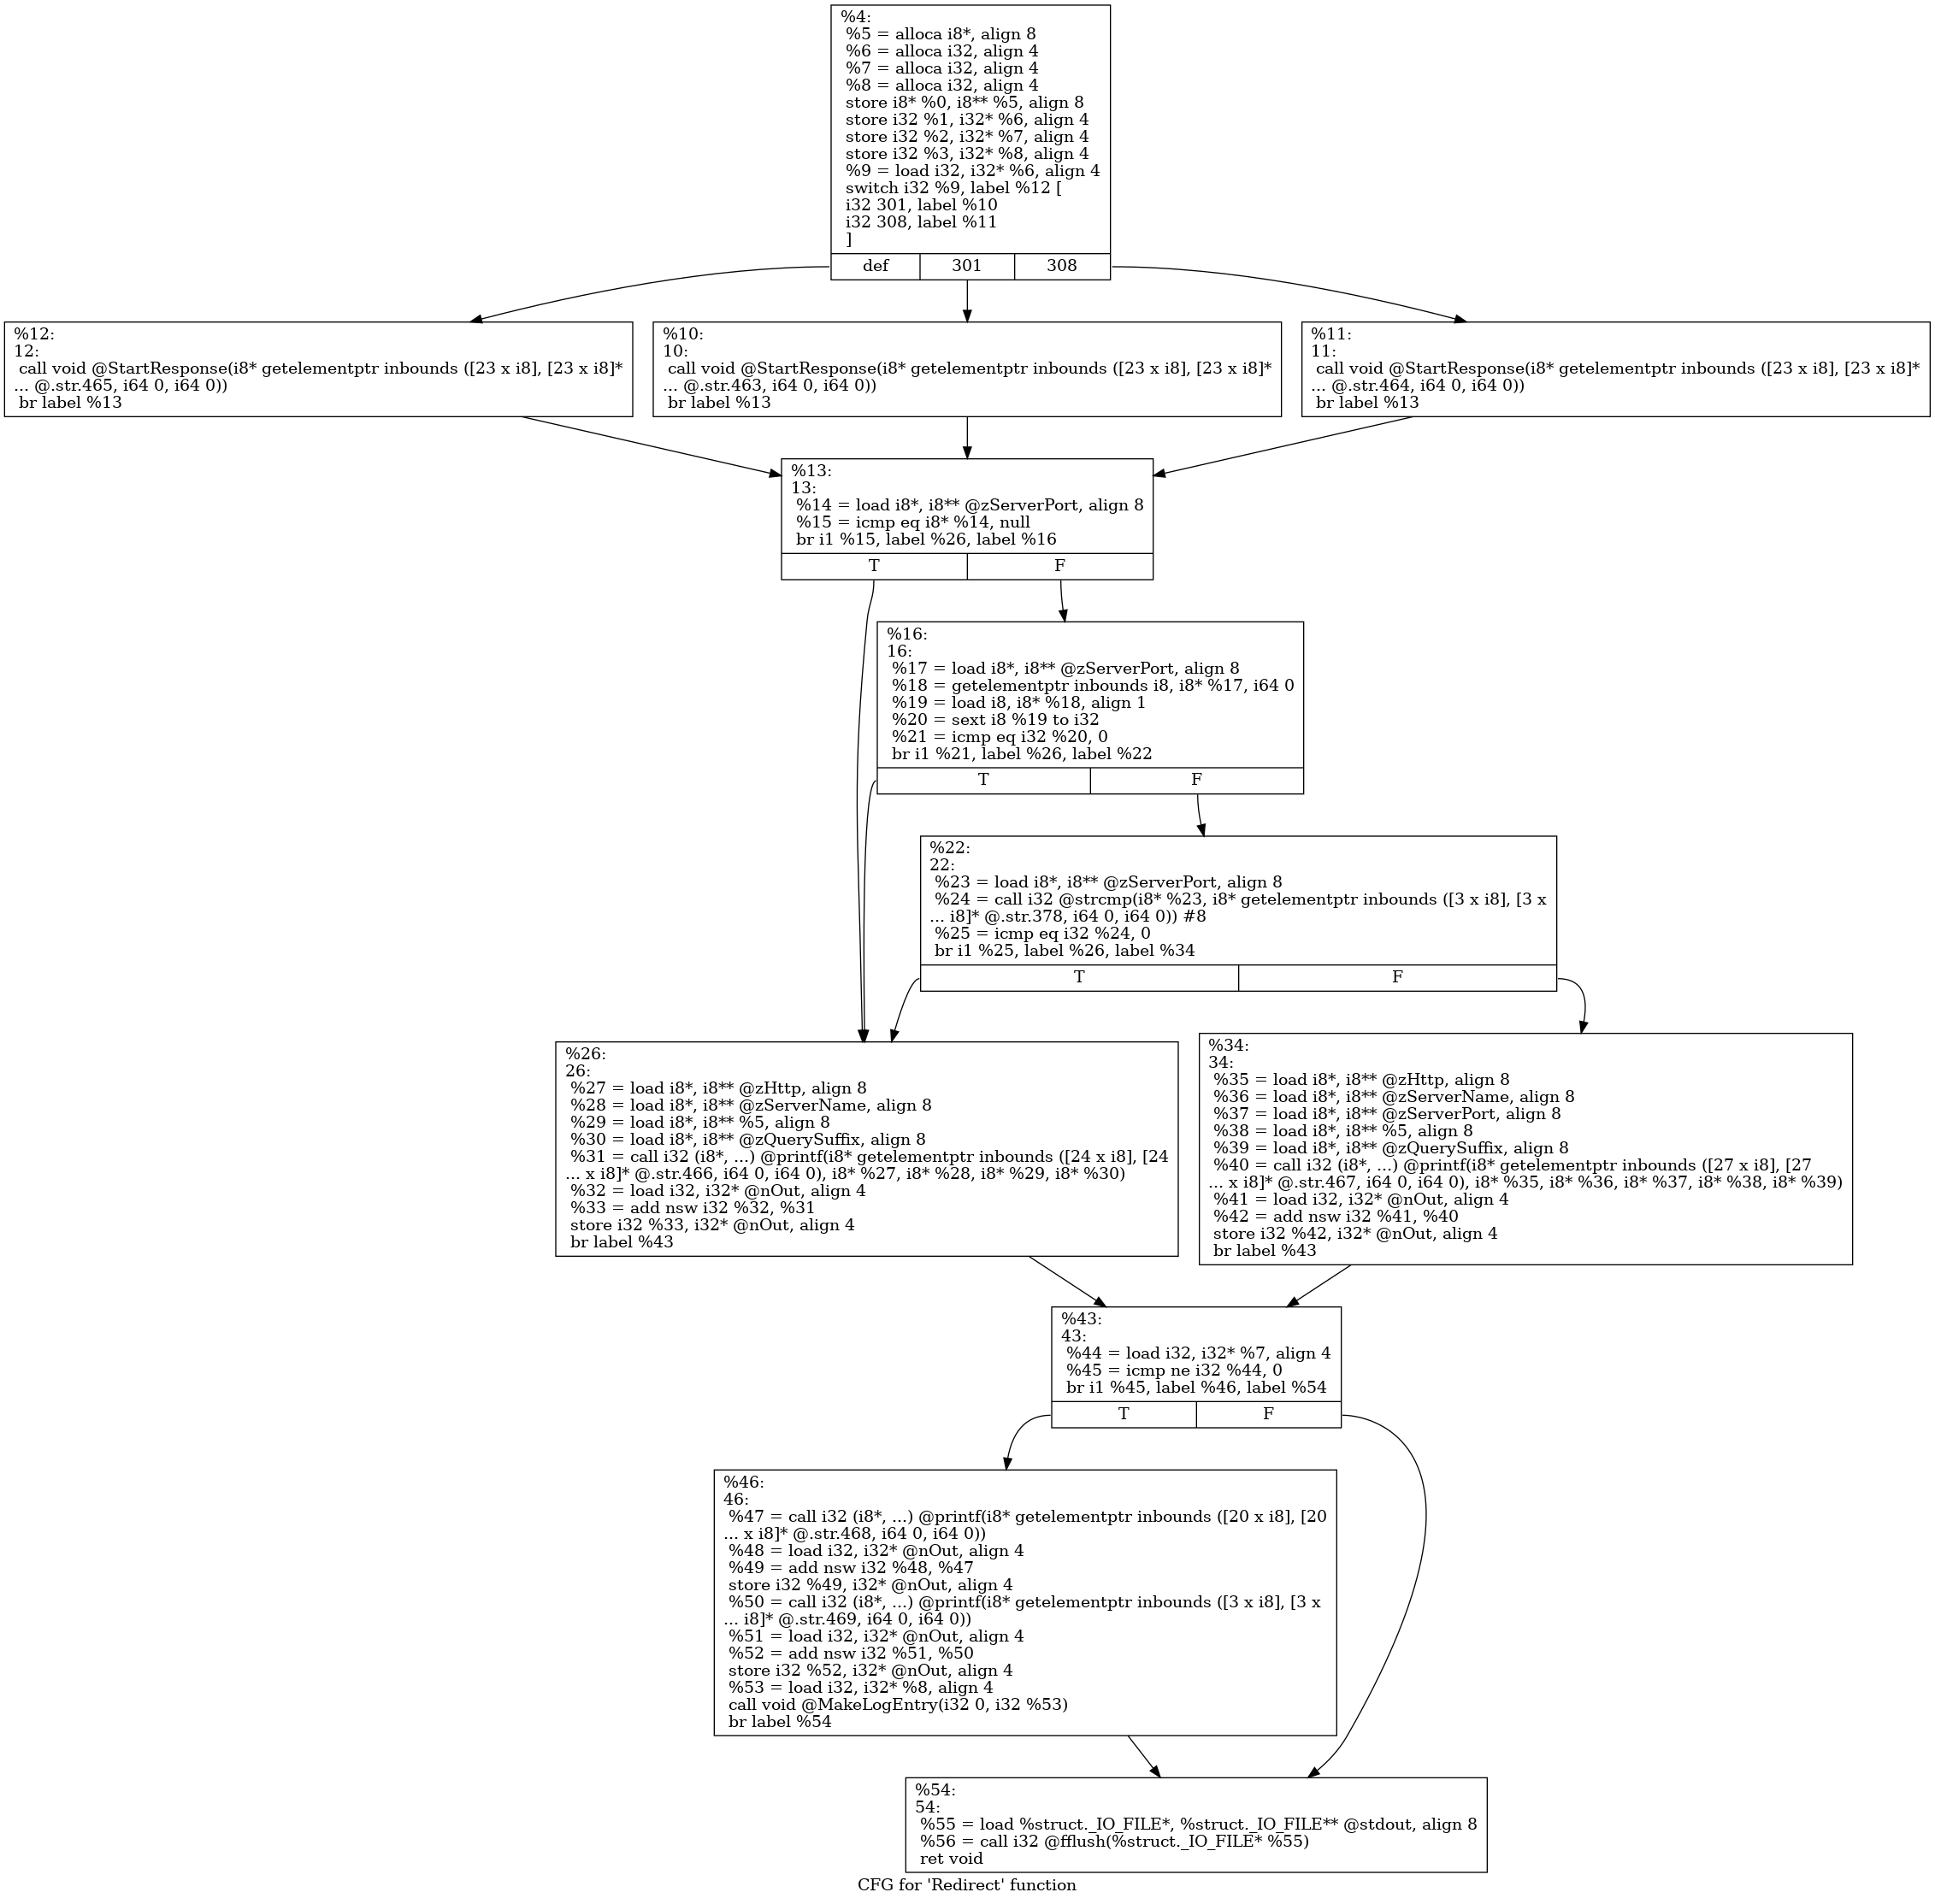 %4:
%5 = alloca i8*, align 8
%6 = alloca i32, align 4
%7 = alloca i32, align 4
%8 = alloca i32, align 4
store i8* %0, i8** %5, align 8
store i32 %1, i32* %6, align 4
store i32 %2, i32* %7, align 4
store i32 %3, i32* %8, align 4
%9 = load i32, i32* %6, align 4
switch i32 %9, label %12 [
i32 301, label %10
i32 308, label %11
]
def 301 308
%12:
12:
call void @StartResponse(i8* getelementptr inbounds ([23 x i8], [23 x i8]*
... @.str.465, i64 0, i64 0))
br label %13
%10:
10:
call void @StartResponse(i8* getelementptr inbounds ([23 x i8], [23 x i8]*
... @.str.463, i64 0, i64 0))
br label %13
%11:
11:
call void @StartResponse(i8* getelementptr inbounds ([23 x i8], [23 x i8]*
... @.str.464, i64 0, i64 0))
br label %13
%13:
13:
%14 = load i8*, i8** @zServerPort, align 8
%15 = icmp eq i8* %14, null
br i1 %15, label %26, label %16
T F
%16:
16:
%17 = load i8*, i8** @zServerPort, align 8
%18 = getelementptr inbounds i8, i8* %17, i64 0
%19 = load i8, i8* %18, align 1
%20 = sext i8 %19 to i32
%21 = icmp eq i32 %20, 0
br i1 %21, label %26, label %22
T F
%22:
22:
%23 = load i8*, i8** @zServerPort, align 8
%24 = call i32 @strcmp(i8* %23, i8* getelementptr inbounds ([3 x i8], [3 x
... i8]* @.str.378, i64 0, i64 0)) #8
%25 = icmp eq i32 %24, 0
br i1 %25, label %26, label %34
T F
%26:
26:
%27 = load i8*, i8** @zHttp, align 8
%28 = load i8*, i8** @zServerName, align 8
%29 = load i8*, i8** %5, align 8
%30 = load i8*, i8** @zQuerySuffix, align 8
%31 = call i32 (i8*, ...) @printf(i8* getelementptr inbounds ([24 x i8], [24
... x i8]* @.str.466, i64 0, i64 0), i8* %27, i8* %28, i8* %29, i8* %30)
%32 = load i32, i32* @nOut, align 4
%33 = add nsw i32 %32, %31
store i32 %33, i32* @nOut, align 4
br label %43
%34:
34:
%35 = load i8*, i8** @zHttp, align 8
%36 = load i8*, i8** @zServerName, align 8
%37 = load i8*, i8** @zServerPort, align 8
%38 = load i8*, i8** %5, align 8
%39 = load i8*, i8** @zQuerySuffix, align 8
%40 = call i32 (i8*, ...) @printf(i8* getelementptr inbounds ([27 x i8], [27
... x i8]* @.str.467, i64 0, i64 0), i8* %35, i8* %36, i8* %37, i8* %38, i8* %39)
%41 = load i32, i32* @nOut, align 4
%42 = add nsw i32 %41, %40
store i32 %42, i32* @nOut, align 4
br label %43
%43:
43:
%44 = load i32, i32* %7, align 4
%45 = icmp ne i32 %44, 0
br i1 %45, label %46, label %54
T F
%46:
46:
%47 = call i32 (i8*, ...) @printf(i8* getelementptr inbounds ([20 x i8], [20
... x i8]* @.str.468, i64 0, i64 0))
%48 = load i32, i32* @nOut, align 4
%49 = add nsw i32 %48, %47
store i32 %49, i32* @nOut, align 4
%50 = call i32 (i8*, ...) @printf(i8* getelementptr inbounds ([3 x i8], [3 x
... i8]* @.str.469, i64 0, i64 0))
%51 = load i32, i32* @nOut, align 4
%52 = add nsw i32 %51, %50
store i32 %52, i32* @nOut, align 4
%53 = load i32, i32* %8, align 4
call void @MakeLogEntry(i32 0, i32 %53)
br label %54
%54:
54:
%55 = load %struct._IO_FILE*, %struct._IO_FILE** @stdout, align 8
%56 = call i32 @fflush(%struct._IO_FILE* %55)
ret void
CFG for 'Redirect' function